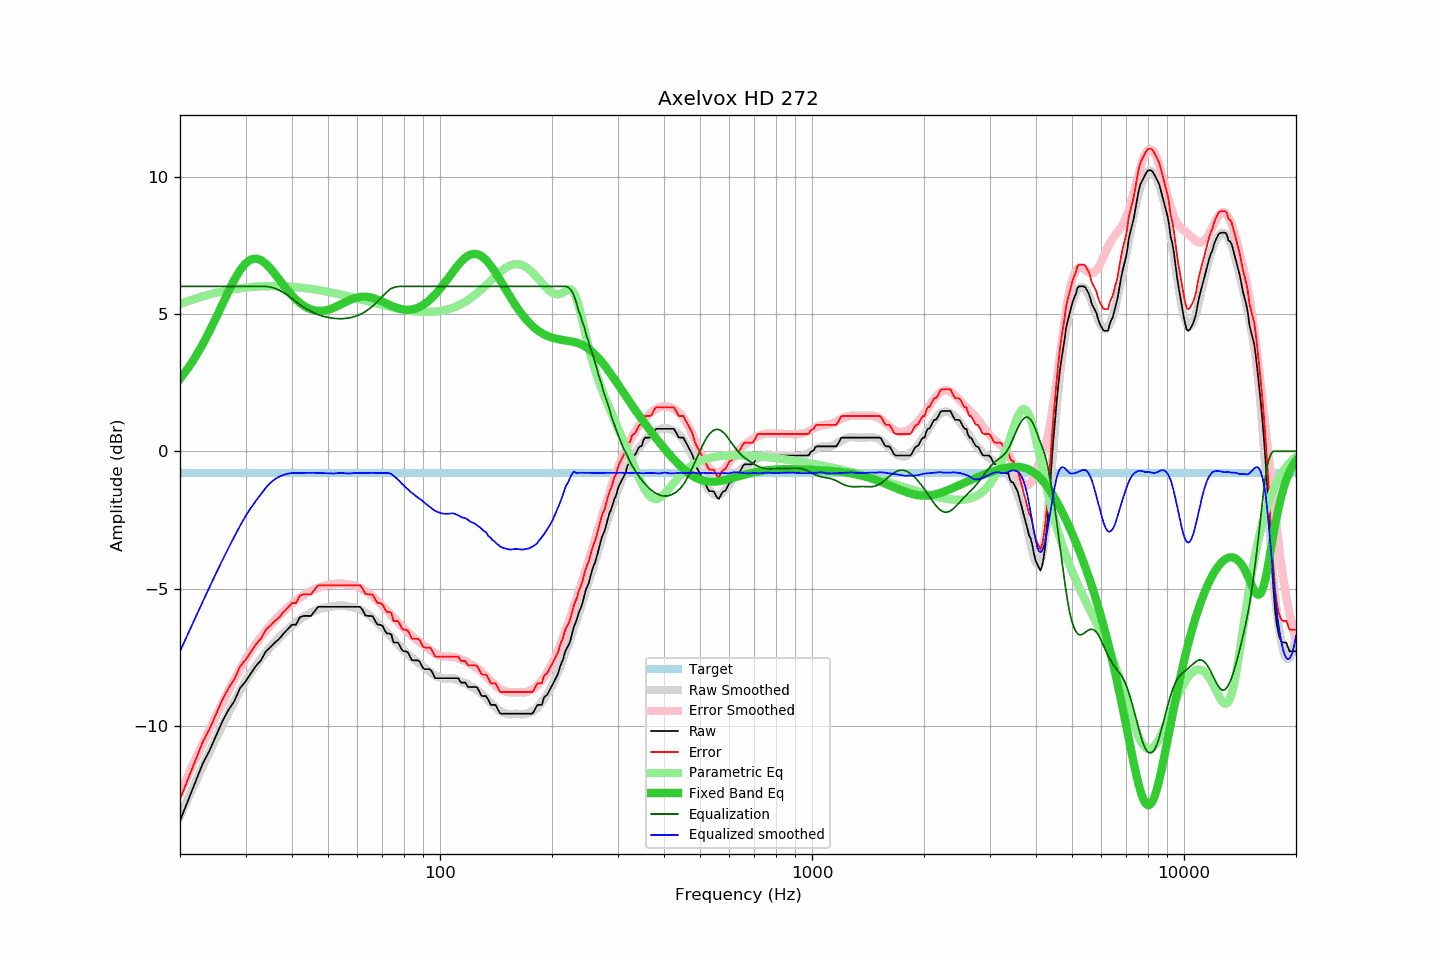 Axelvox HD 272
Amplitude (dBr)
10
5
0
−5
−10
Target
Raw Smoothed
Error Smoothed
Raw
Error
Parametric Eq
Fixed Band Eq
Equalization
Equalized smoothed
100
1000
10000
Frequency (Hz)